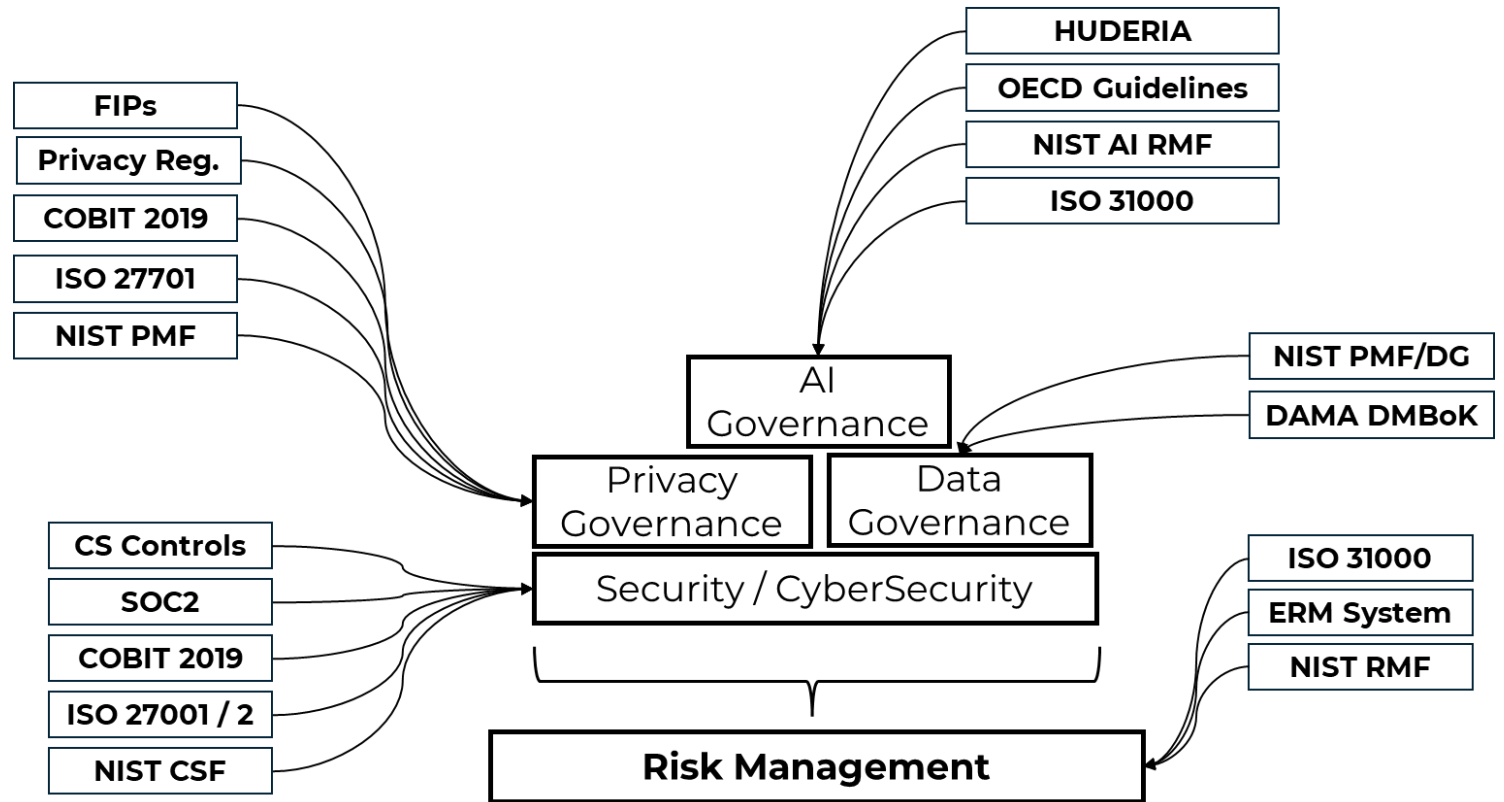 HUDERIA
OECD Guidelines
NIST AI RMF
ISO 31000
FIPs
Privacy Reg.
COBIT 2019
ISO 27701
NIST PMF
AI
Governance
NIST PMF/DG
DAMA DMBoK
Privacy
Governance
Data
Governance
CS Controls
SOC2
COBIT 2019
ISO 27001 / 2
NIST CSF
Security / CyberSecurity
ISO 31000
ERM System
NIST RMF
Risk Management